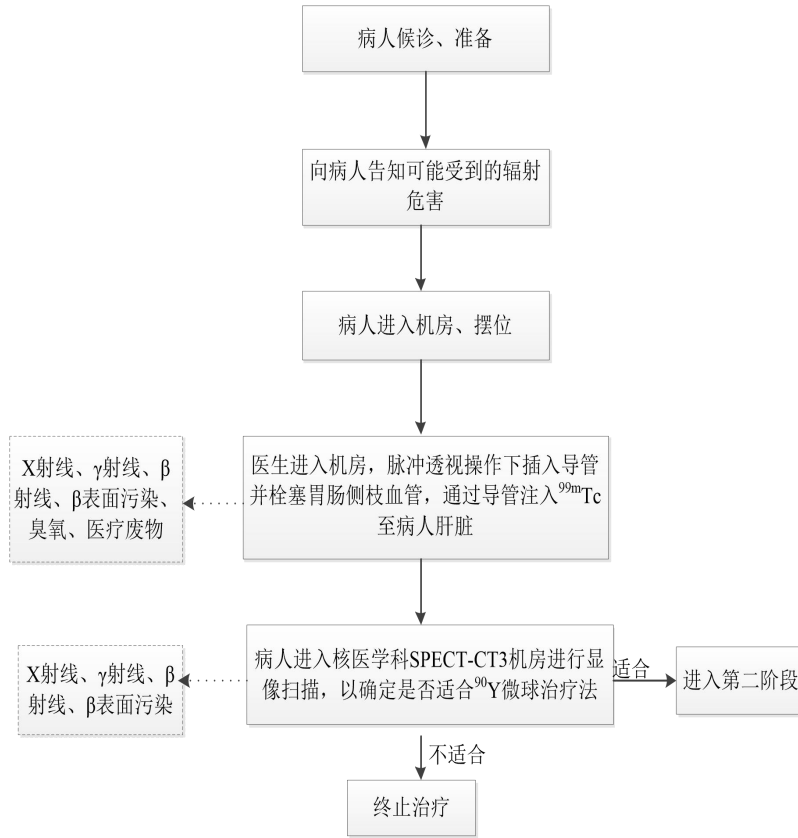 病人候诊、准备
向病人告知可能受到的辐射
危害
病人进入机房、摆位
X射线、γ射线、β
射线、β表面污染、
臭氧、医疗废物
医生进入机房，脉冲透视操作下插入导管
并栓塞胃肠侧枝血管，通过导管注入⁹⁹ᵐTc
至病人肝脏
X射线、γ射线、β
射线、β表面污染
病人进入核医学科SPECT-CT3机房进行显
像扫描，以确定是否适合⁹⁰Y微球治疗法
适合
进入第二阶段
不适合
终止治疗